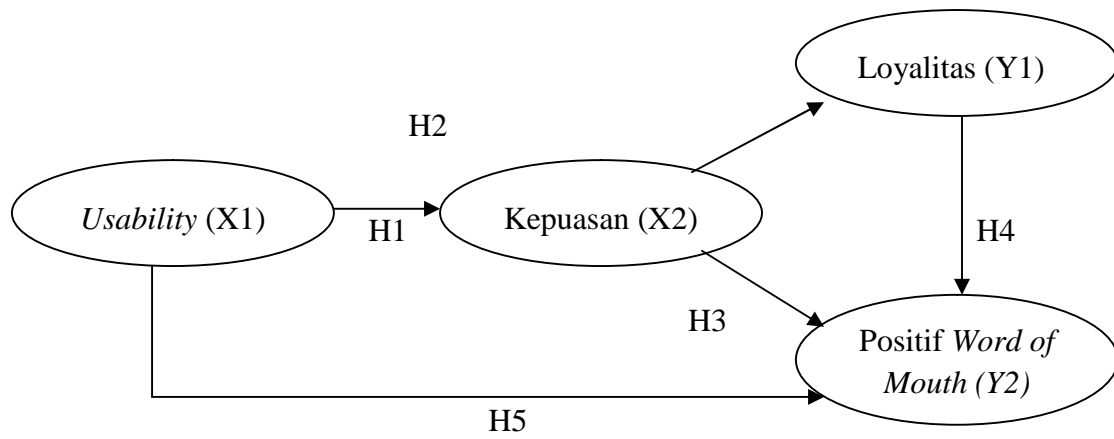 Loyalitas (Y1)
H2
Usability (X1)
H1
Kepuasan (X2)
H4
H3
Positif Word of
Mouth (Y2)
H5